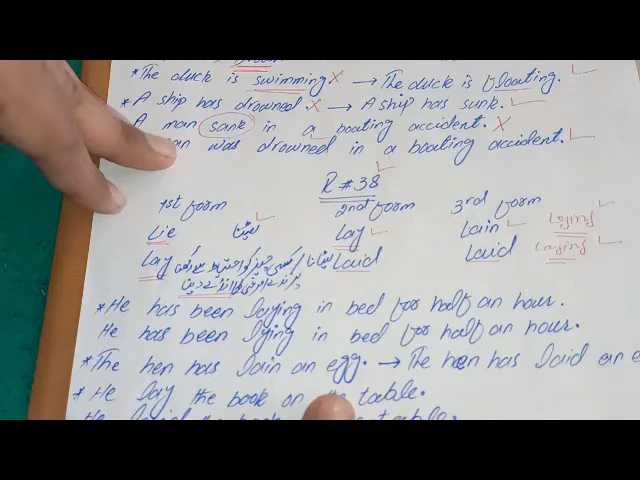 * The duck is swimming ✗ → The duck is floating. ✓
* A ship has drowned. ✗ → A ship has sunk. ✓
A man sank in a boating accident. ✗
was drowned in a boating accident. ✓
R # 38 ✓
1st form 2nd form 3rd form
Lie لیٹنا ✓ Lay ✓ Lain ✓
Lay Laid Laid Laying ✓
* He has been laying in bed for half an hour.
He has been lying in bed for half an hour.
* The hen has lain an egg. → The hen has laid an e
* He lay the book on table.